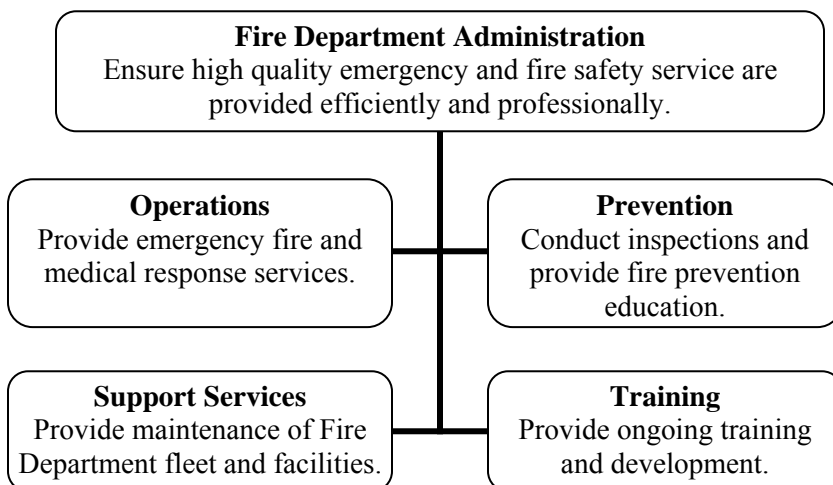 Fire Department Administration
Ensure high quality emergency and fire safety service are
provided efficiently and professionally.
Operations
Provide emergency fire and
medical response services.
Prevention
Conduct inspections and
provide fire prevention
education.
Support Services
Provide maintenance of Fire
Department fleet and facilities.
Training
Provide ongoing training
and development.